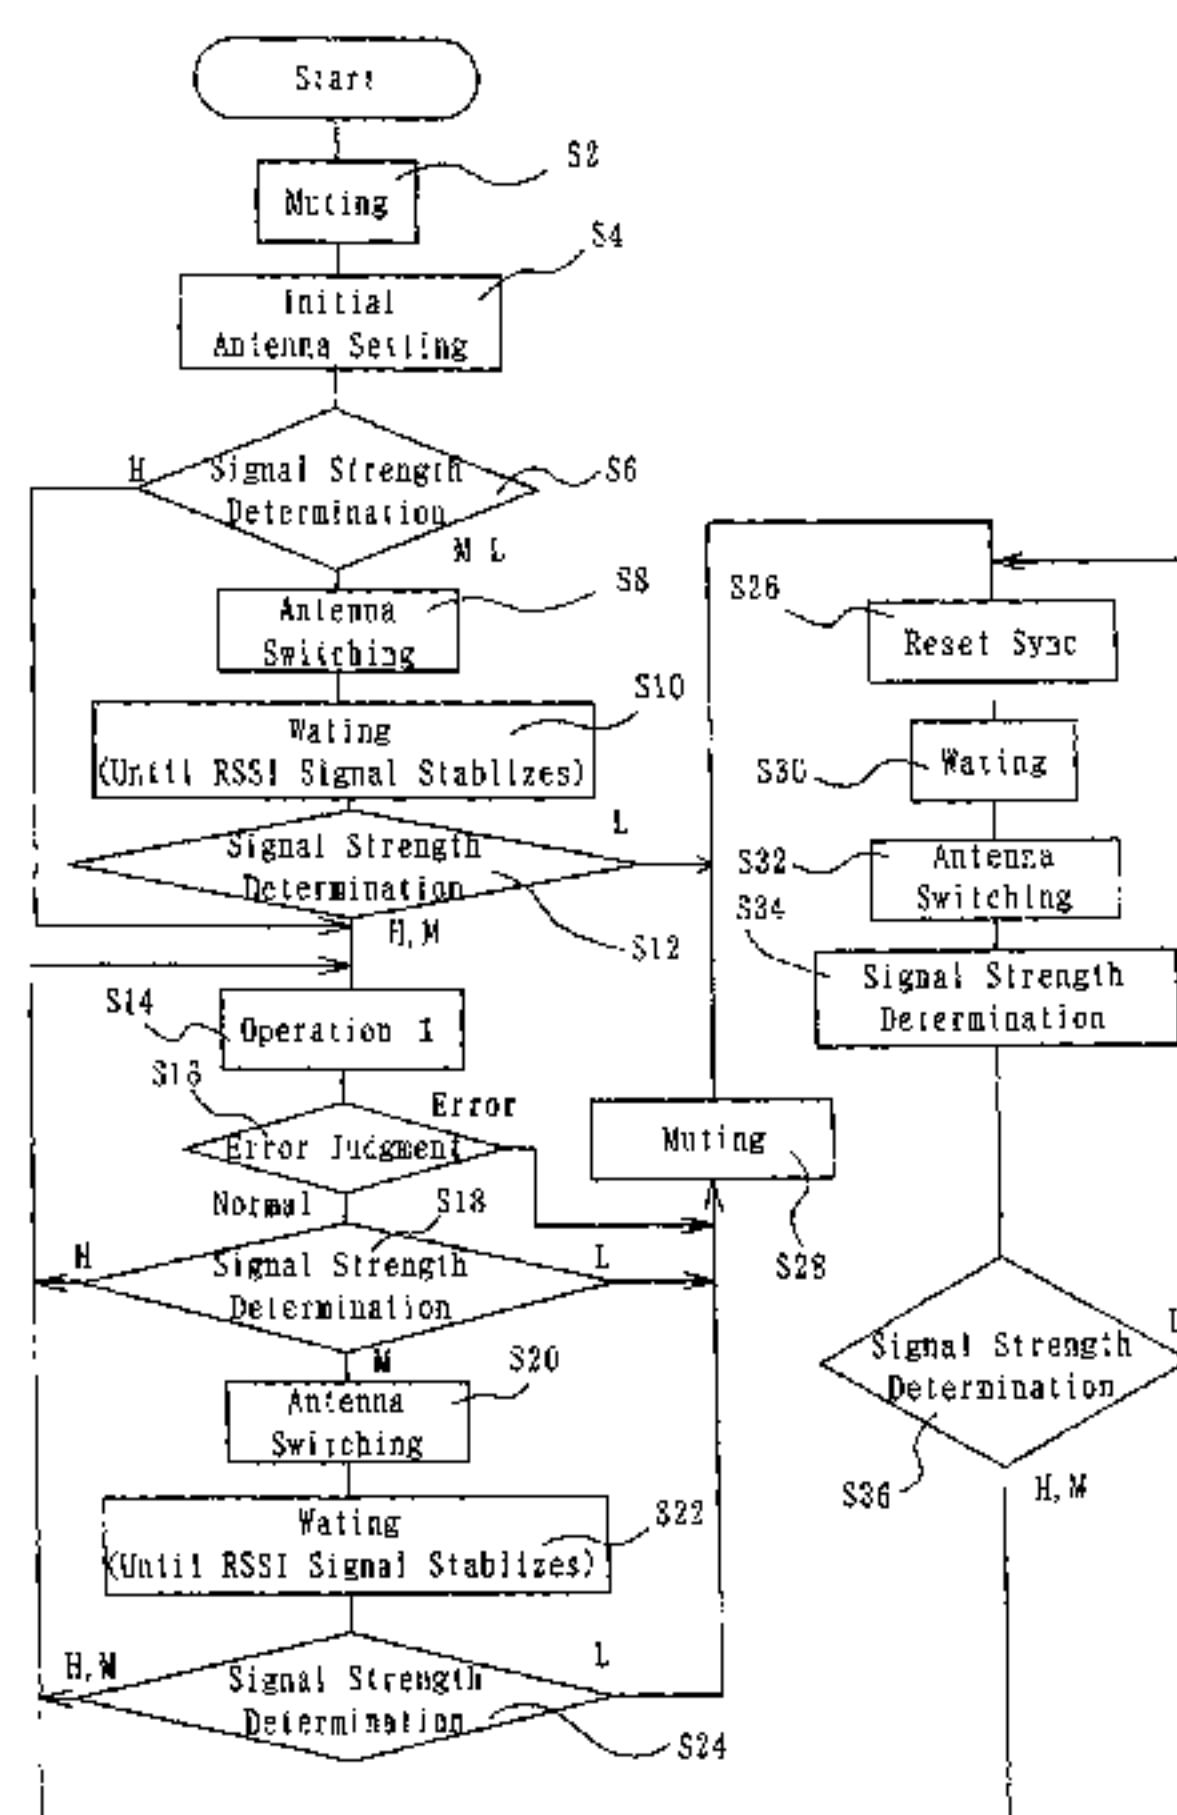 Start
S2
Muting
S4
Initial
Antenna Setting
H
Signal Strength
Determination
S6
M L
S8
Antenna
Switching
S10
Wating
(Until RSSI Signal Stablizes)
L
Signal Strength
Determination
H, M
S12
S14
Operation I
S16
Error
Error Judgment
Normal
S18
H
L
Signal Strength
Determination
M
S20
Antenna
Switching
S22
Wating
(Until RSSI Signal Stablizes)
H, M
L
Signal Strength
Determination
S24
Muting
S28
S26
Reset Sync
S30
Wating
S32
Antenna
Switching
S34
Signal Strength
Determination
Signal Strength
Determination
S36
H, M